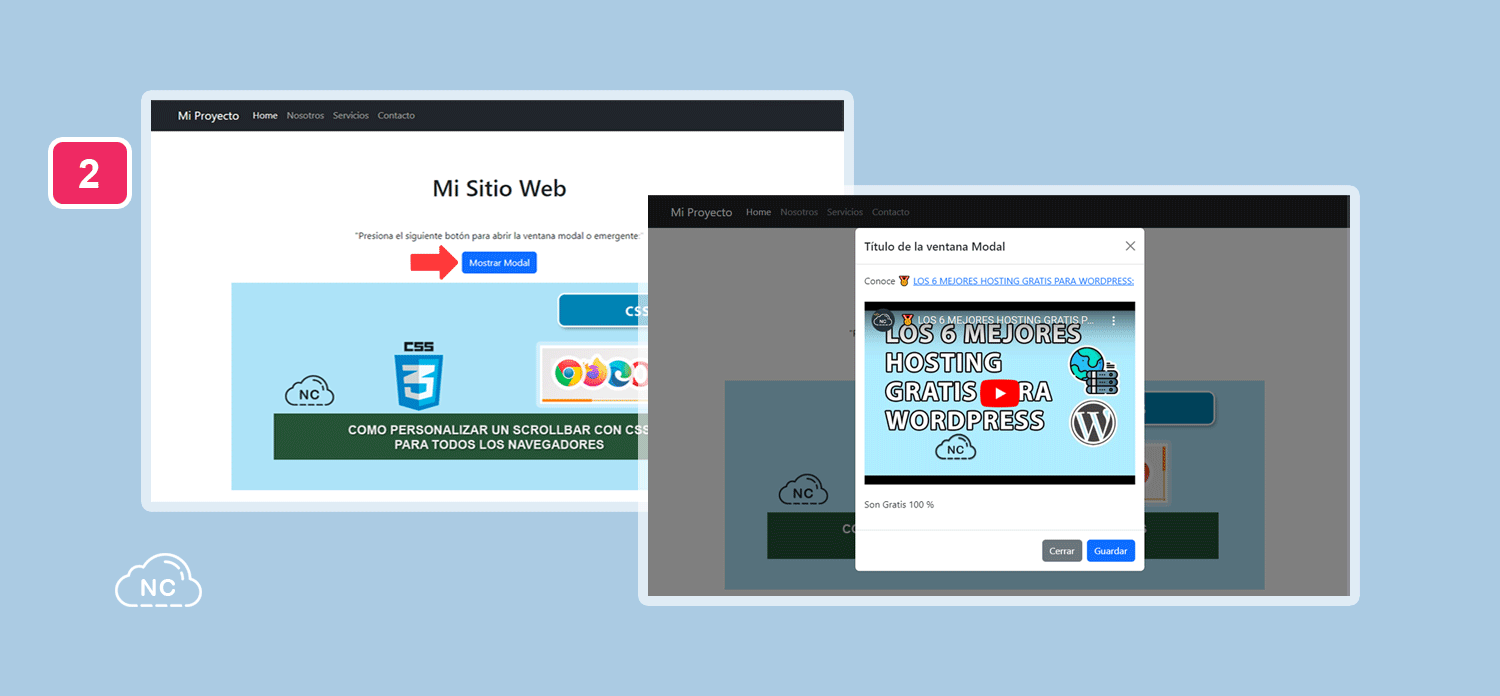 2
Mi Proyecto Home Nosotros Servicios Contacto
Mi Sitio Web
"Presiona el siguiente botón para abrir la ventana modal o emergente:"
Mostrar Modal
CSS
CSS
3
NC
COMO PERSONALIZAR UN SCROLLBAR CON CSS
PARA TODOS LOS NAVEGADORES
Mi Proyecto Home Nosotros Servicios Contacto
Título de la ventana Modal
Conoce LOS 6 MEJORES HOSTING GRATIS PARA WORDPRESS:
NC LOS 6 MEJORES HOSTING GRATIS P...
LOS 6 MEJORES
HOSTING
GRATIS RA
WORDPRESS
NC
W
Son Gratis 100 %
Cerrar Guardar
NC
NC